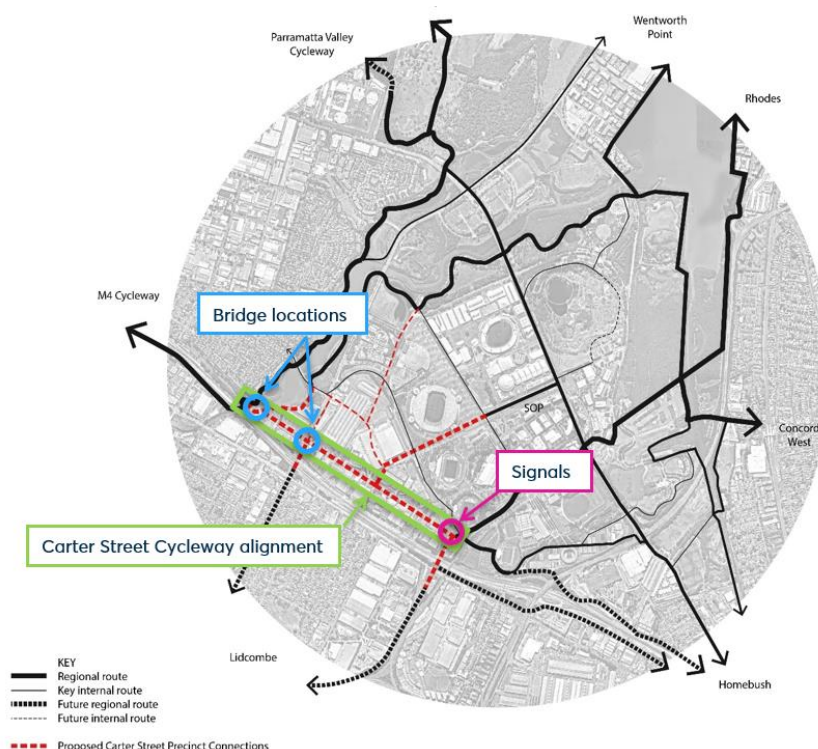 Wentworth
Point
Parramatta Valley
Cycleway
Rhodes
M4 Cycleway
Bridge locations
SOP
Concord
West
Signals
Carter Street Cycleway alignment
Lidcombe
Homebush
KEY
Regional route
Key internal route
Future regional route
Future internal route
Proposed Carter Street Precinct Connections